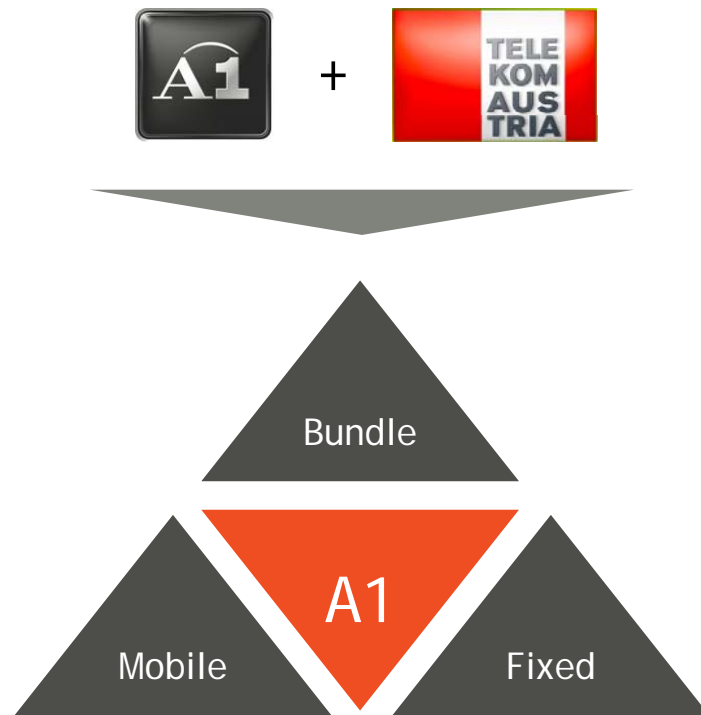 A1
+
TELE
KOM
AUS
TRIA
Bundle
A1
Mobile
Fixed